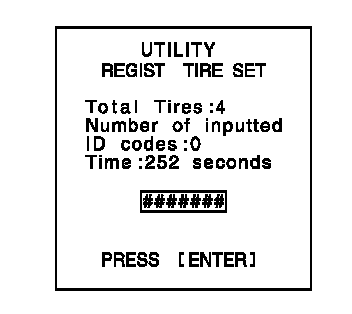 UTILITY
REGIST TIRE SET
Total Tires:4
Number of inputted
ID codes:0
Time:252 seconds
#######
PRESS [ENTER]